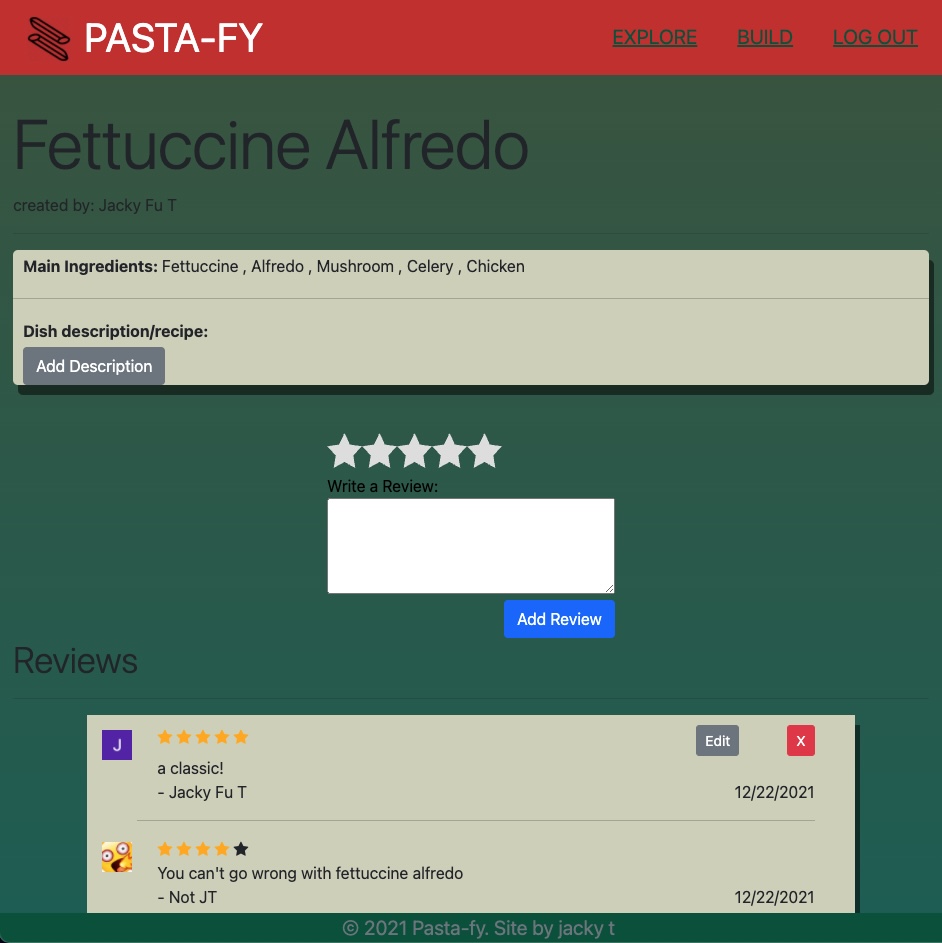 PASTA-FY
EXPLORE BUILD LOG OUT
Fettuccine Alfredo
created by: Jacky Fu T
Main Ingredients: Fettuccine , Alfredo , Mushroom , Celery , Chicken
Dish description/recipe:
Add Description
Write a Review:
Add Review
Reviews
J
Edit X
a classic!
- Jacky Fu T 12/22/2021
You can't go wrong with fettuccine alfredo
- Not JT 12/22/2021
© 2021 Pasta-fy. Site by jacky t